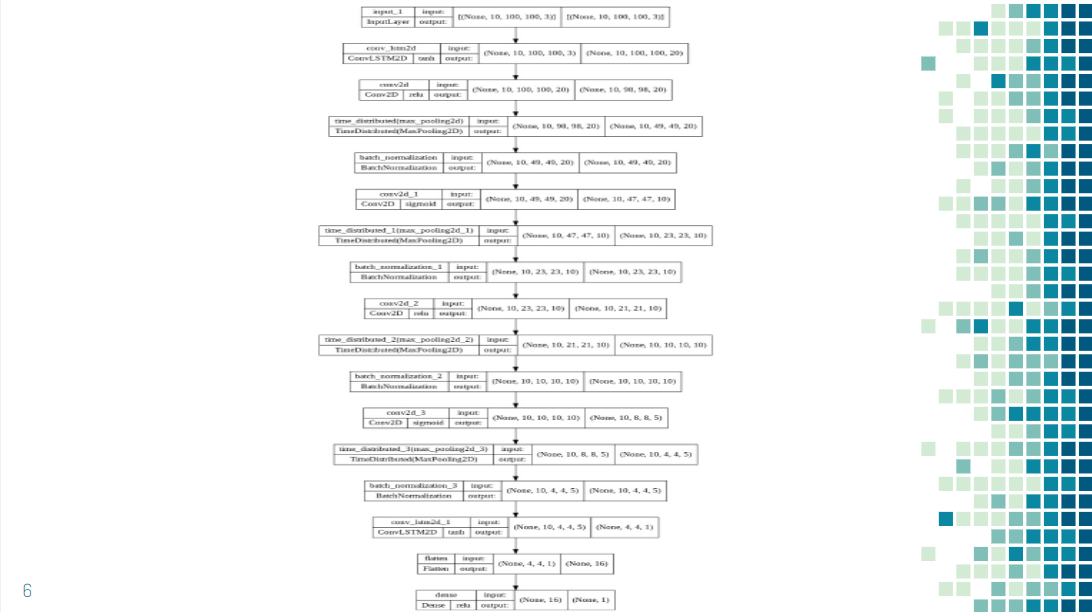 input_1 input: [(None, 10, 100, 100, 3)] [(None, 10, 100, 100, 3)]
InputLayer output:
conv_lstm2d input: (None, 10, 100, 100, 3) (None, 10, 100, 100, 20)
ConvLSTM2D tanh output:
conv2d input: (None, 10, 100, 100, 20) (None, 10, 98, 98, 20)
Conv2D relu output:
time_distributed(max_pooling2d) input: (None, 10, 98, 98, 20) (None, 10, 49, 49, 20)
TimeDistributed(MaxPooling2D) output:
batch_normalization input: (None, 10, 49, 49, 20) (None, 10, 49, 49, 20)
BatchNormalization output:
conv2d_1 input: (None, 10, 49, 49, 20) (None, 10, 47, 47, 10)
Conv2D sigmoid output:
time_distributed_1(max_pooling2d_1) input: (None, 10, 47, 47, 10) (None, 10, 23, 23, 10)
TimeDistributed(MaxPooling2D) output:
batch_normalization_1 input: (None, 10, 23, 23, 10) (None, 10, 23, 23, 10)
BatchNormalization output:
conv2d_2 input: (None, 10, 23, 23, 10) (None, 10, 21, 21, 10)
Conv2D relu output:
time_distributed_2(max_pooling2d_2) input: (None, 10, 21, 21, 10) (None, 10, 10, 10, 10)
TimeDistributed(MaxPooling2D) output:
batch_normalization_2 input: (None, 10, 10, 10, 10) (None, 10, 10, 10, 10)
BatchNormalization output:
conv2d_3 input: (None, 10, 10, 10, 10) (None, 10, 8, 8, 5)
Conv2D sigmoid output:
time_distributed_3(max_pooling2d_3) input: (None, 10, 8, 8, 5) (None, 10, 4, 4, 5)
TimeDistributed(MaxPooling2D) output:
batch_normalization_3 input: (None, 10, 4, 4, 5) (None, 10, 4, 4, 5)
BatchNormalization output:
conv_lstm2d_1 input: (None, 10, 4, 4, 5) (None, 4, 4, 1)
ConvLSTM2D tanh output:
flatten input: (None, 4, 4, 1) (None, 16)
Flatten output:
dense input: (None, 16) (None, 1)
Dense relu output:
6